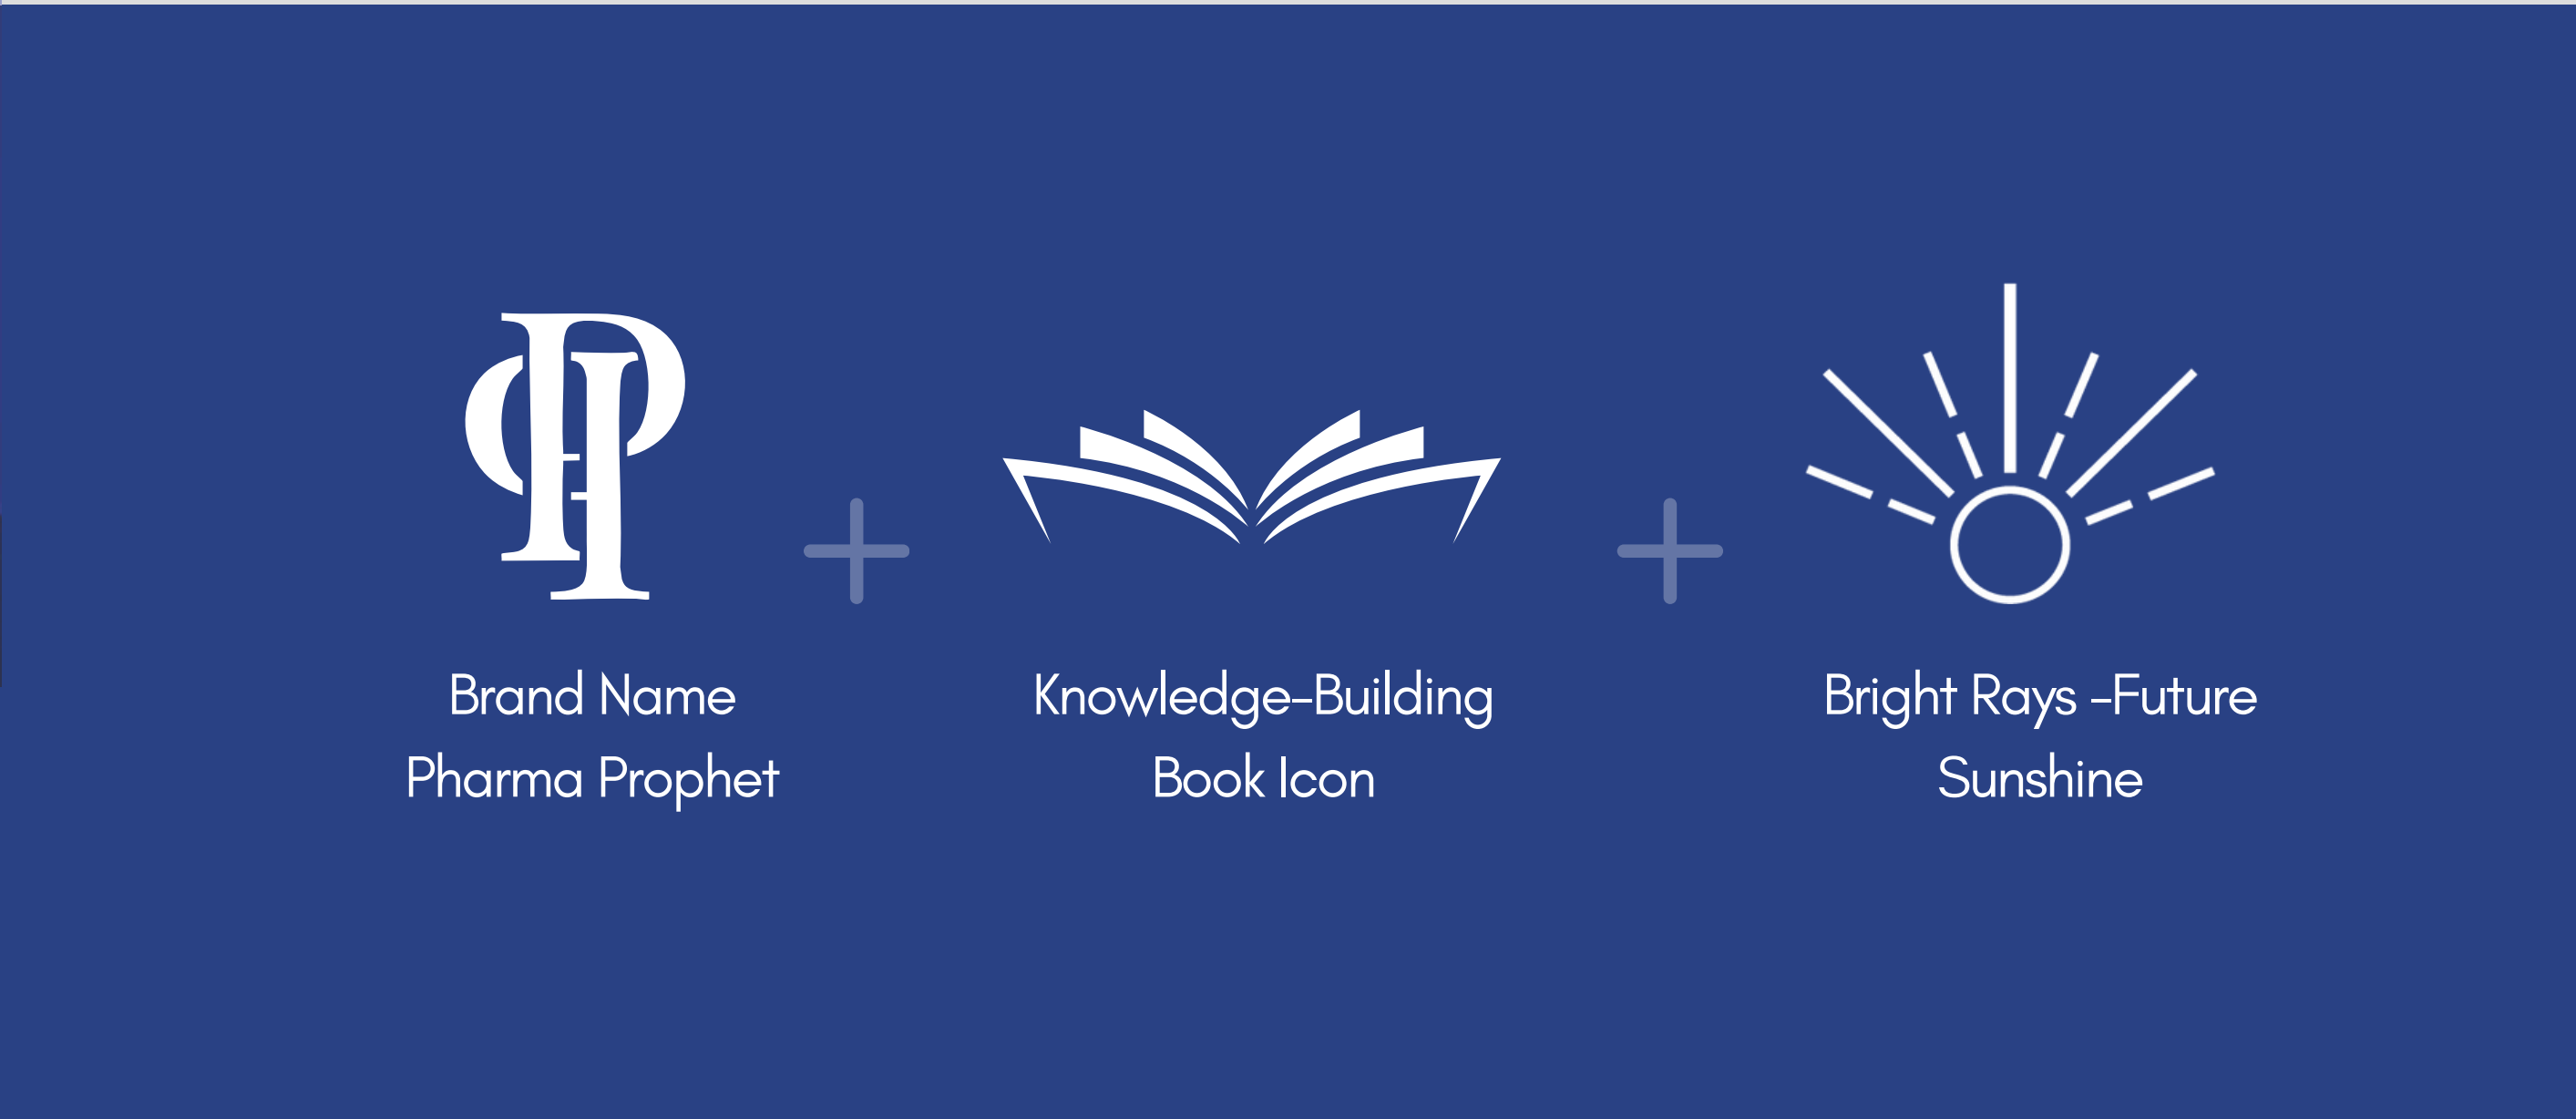 Brand Name
Pharma Prophet
Knowledge-Building
Book Icon
Bright Rays -Future
Sunshine